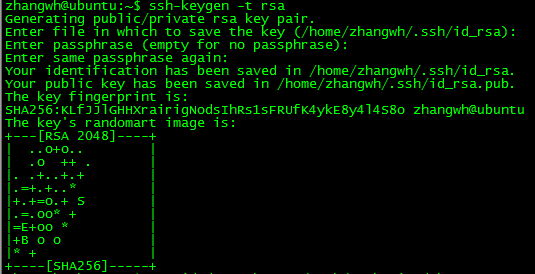 zhangwh@ubuntu:~$ ssh-keygen -t rsa
Generating public/private rsa key pair.
Enter file in which to save the key (/home/zhangwh/.ssh/id_rsa):
Enter passphrase (empty for no passphrase):
Enter same passphrase again:
Your identification has been saved in /home/zhangwh/.ssh/id_rsa.
Your public key has been saved in /home/zhangwh/.ssh/id_rsa.pub.
The key fingerprint is:
SHA256:KLfJJlGHHXrairigNodsIhRs1sFRUfK4ykE8y4l4S8o zhangwh@ubuntu
The key's randomart image is:
+---[RSA 2048]----+
|  ..o+o..        |
|  .o  ++ .       |
|. .+..+.+        |
|.=+.+..*         |
|+.+=o.+ S        |
|.=.oo* +         |
|=E+oo *          |
|+B o o           |
|* +              |
+----[SHA256]-----+